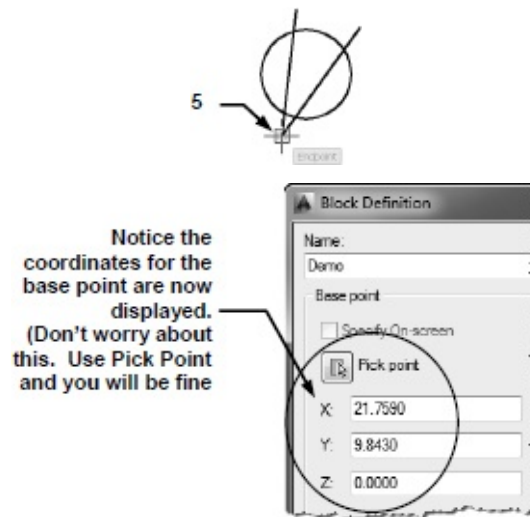 5
Endpoint
Block Definition
Notice the
coordinates for the
base point are now
displayed.
(Don't worry about
this. Use Pick Point
and you will be fine
Name:
Demo
Base point
Specify On-screen
Pick point
X: 21.7590
Y: 9.8430
Z: 0.0000